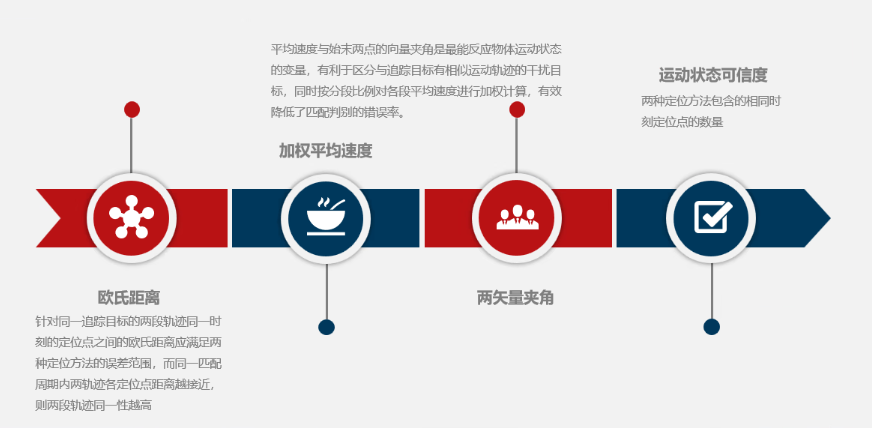 平均速度与始末两点的向量夹角是最能反应物体运动状态
的变量，有利于区分与追踪目标有相似运动轨迹的干扰目
标，同时按分段比例对各段平均速度进行加权计算，有效
降低了匹配判别的错误率。
加权平均速度
运动状态可信度
两种定位方法包含的相同时
刻定位点的数量
欧氏距离
针对同一追踪目标的两段轨迹同一时
刻的定位点之间的欧氏距离应满足两
种定位方法的误差范围，而同一匹配
周期内两轨迹各定位点距离越接近，
则两段轨迹同一性越高
两矢量夹角